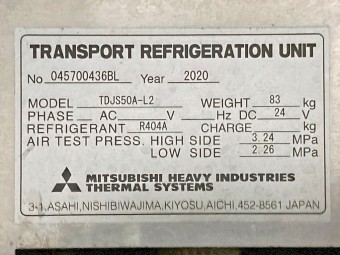 TRANSPORT REFRIGERATION UNIT
No 045700436BL Year 2020
MODEL TDJS50A-L2 WEIGHT 83 kg
PHASE AC V Hz DC 24 V
REFRIGERANT R404A CHARGE kg
AIR TEST PRESS. HIGH SIDE 3.24 MPa
LOW SIDE 2.26 MPa
MITSUBISHI HEAVY INDUSTRIES
THERMAL SYSTEMS
3-1, ASAHI, NISHIBIWAJIMA, KIYOSU, AICHI, 452-8561 JAPAN